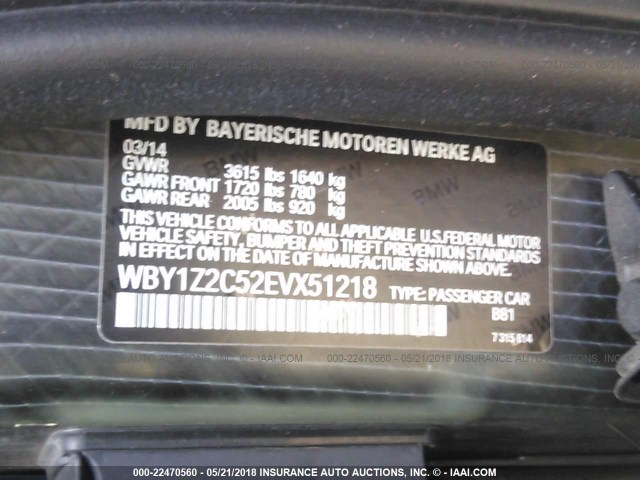 MFD BY BAYERISCHE MOTOREN WERKE AG
03/14
GVWR 3615 lbs 1640 kg
GAWR FRONT 1720 lbs 780 kg
GAWR REAR 2005 lbs 920 kg
THIS VEHICLE CONFORMS TO ALL APPLICABLE U.S.FEDERAL MOTOR
VEHICLE SAFETY, BUMPER AND THEFT PREVENTION STANDARDS
IN EFFECT ON THE DATE OF MANUFACTURE SHOWN ABOVE.
WBY1Z2C52EVX51218 TYPE: PASSENGER CAR
BB1
7315814
000-22470560 - 05/21/2018 INSURANCE AUTO AUCTIONS, INC. - © IAAI.COM